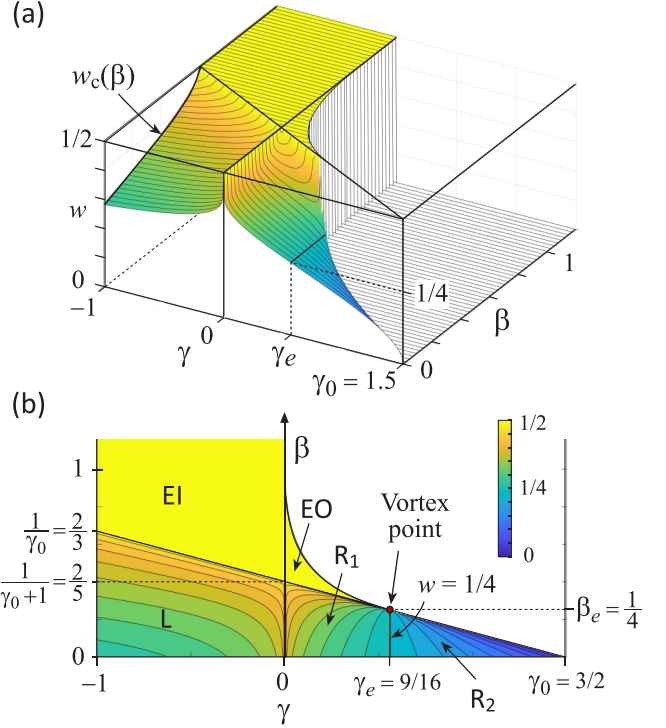 (a)
w_c(β)
1/2
w
0
−1
0
γ
γ_e
γ_0 = 1.5
0
β
1
1/4
(b)
β
1
EI
EO
Vortex
point
1/2
1/4
0
1/γ_0 = 2/3
R_1
w = 1/4
1/(γ_0+1) = 2/5
β_e = 1/4
L
0
−1
0
γ_e = 9/16
R_2
γ_0 = 3/2
γ